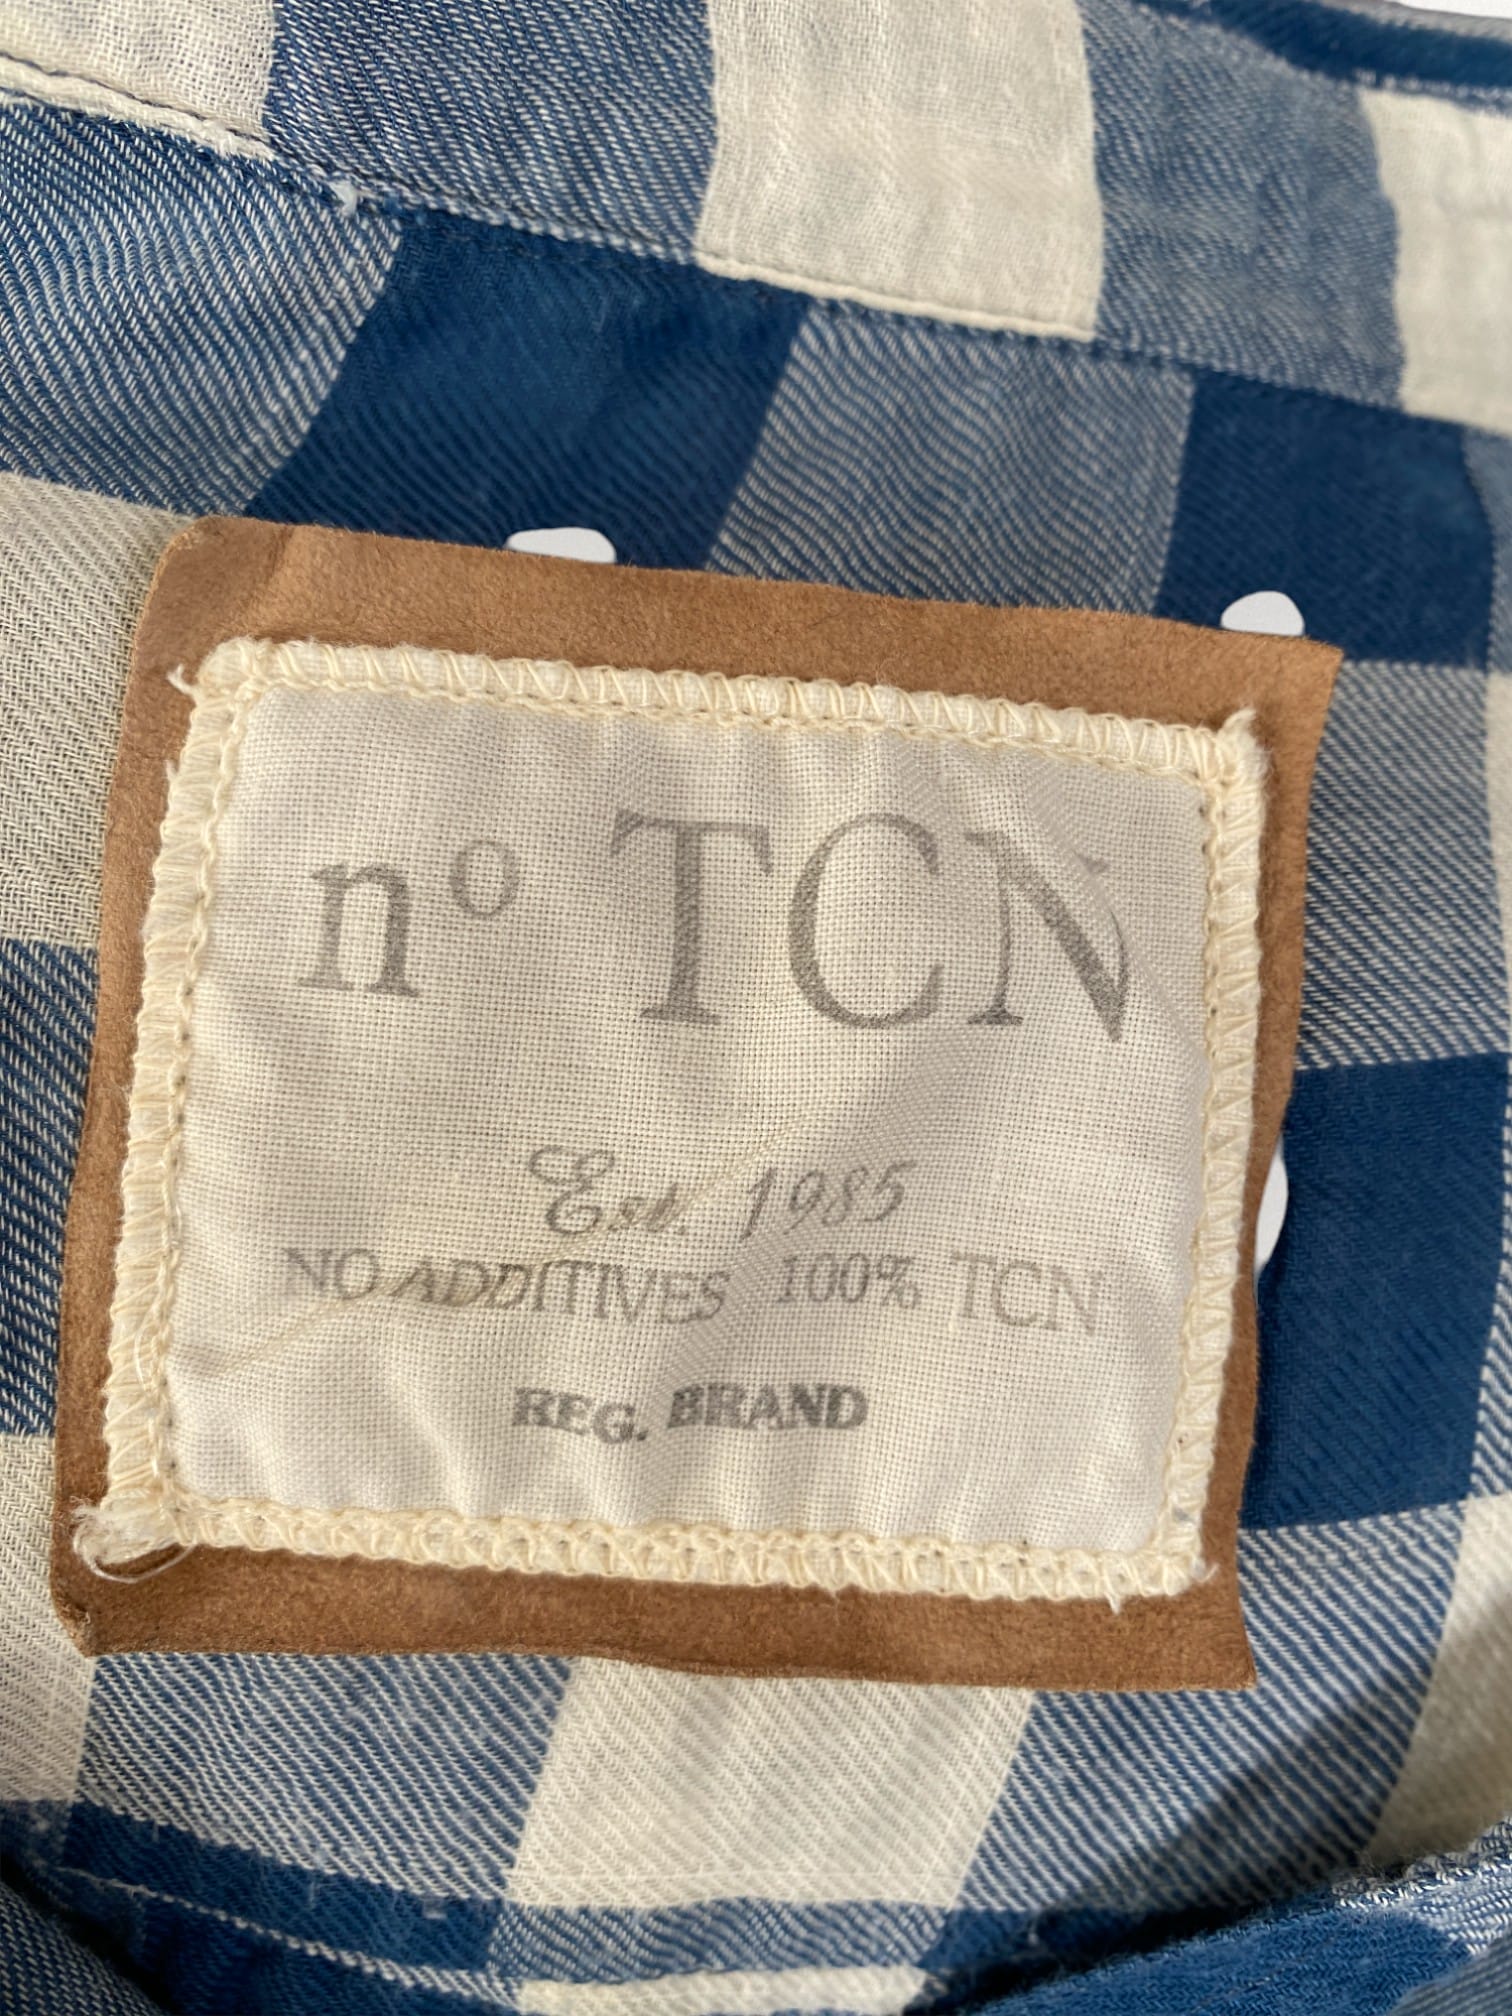 nº TCN
Est. 1985
NO ADDITIVES 100% TCN
REG. BRAND